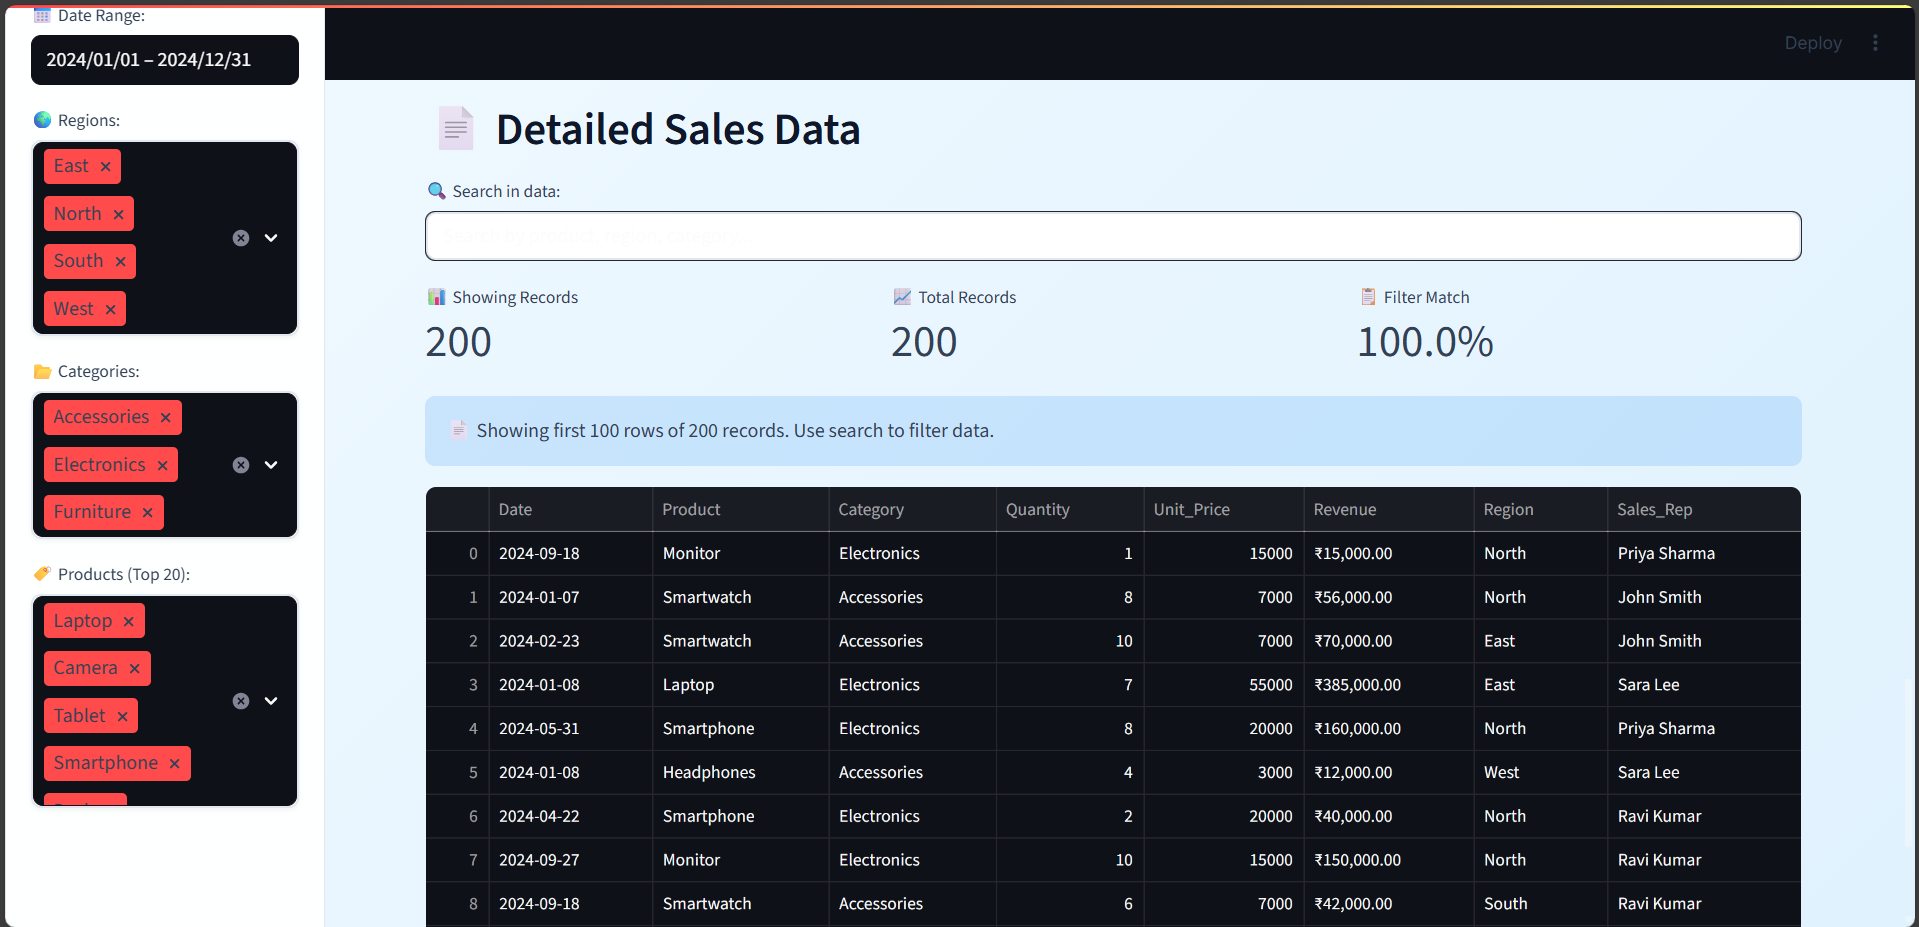 Date Range:
2024/01/01 – 2024/12/31
Regions:
East
North
South
West
Categories:
Accessories
Electronics
Furniture
Products (Top 20):
Laptop
Camera
Tablet
Smartphone
Deploy
Detailed Sales Data
Search in data:
Showing Records
200
Total Records
200
Filter Match
100.0%
Showing first 100 rows of 200 records. Use search to filter data.
Date Product Category Quantity Unit_Price Revenue Region Sales_Rep
0 2024-09-18 Monitor Electronics 1 15000 ₹15,000.00 North Priya Sharma
1 2024-01-07 Smartwatch Accessories 8 7000 ₹56,000.00 North John Smith
2 2024-02-23 Smartwatch Accessories 10 7000 ₹70,000.00 East John Smith
3 2024-01-08 Laptop Electronics 7 55000 ₹385,000.00 East Sara Lee
4 2024-05-31 Smartphone Electronics 8 20000 ₹160,000.00 North Priya Sharma
5 2024-01-08 Headphones Accessories 4 3000 ₹12,000.00 West Sara Lee
6 2024-04-22 Smartphone Electronics 2 20000 ₹40,000.00 North Ravi Kumar
7 2024-09-27 Monitor Electronics 10 15000 ₹150,000.00 North Ravi Kumar
8 2024-09-18 Smartwatch Accessories 6 7000 ₹42,000.00 South Ravi Kumar